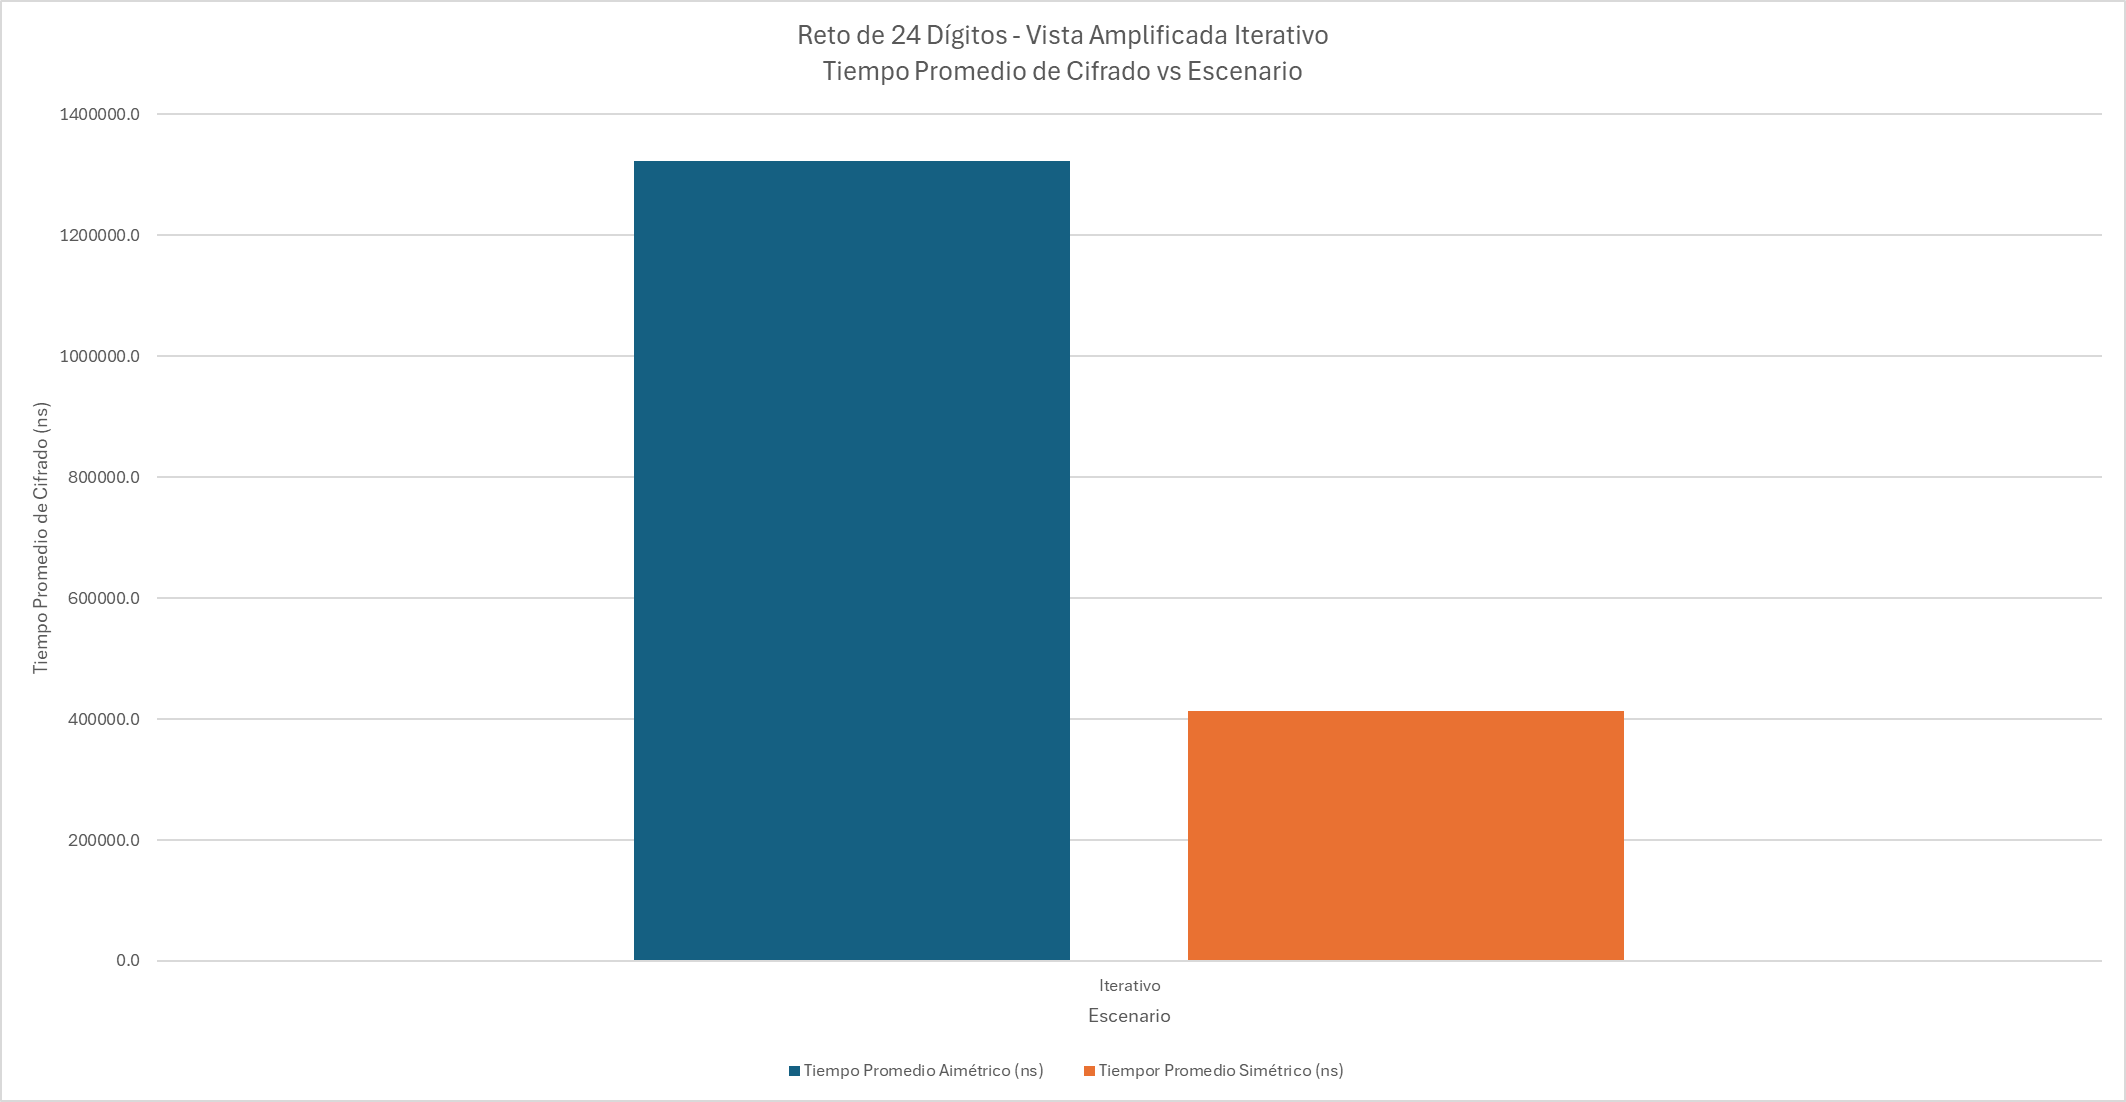 Reto de 24 Dígitos - Vista Amplificada Iterativo
Tiempo Promedio de Cifrado vs Escenario
1400000.0
1200000.0
1000000.0
800000.0
600000.0
400000.0
200000.0
0.0
Tiempo Promedio de Cifrado (ns)
Iterativo
Escenario
Tiempo Promedio Aimétrico (ns)
Tiempor Promedio Simétrico (ns)